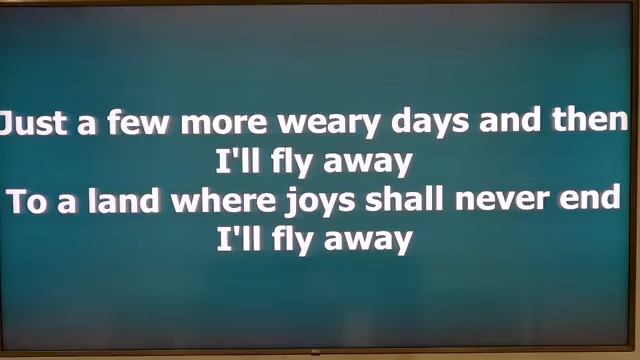 Just a few more weary days and then
I'll fly away
To a land where joys shall never end
I'll fly away